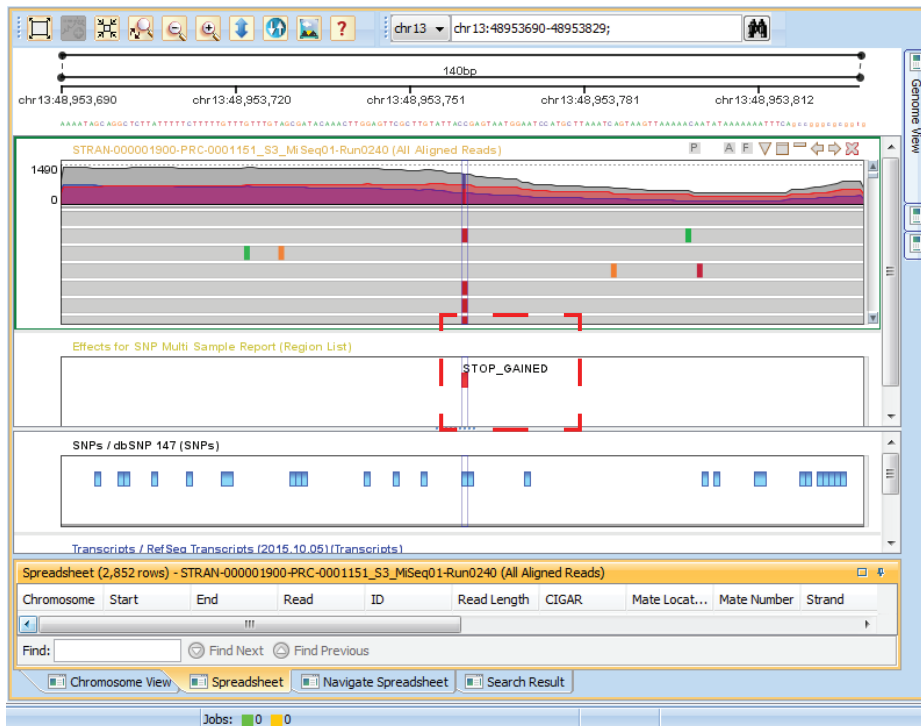 ? chr13 chr13:48953690-48953829;
140bp
chr13:48,953,690 chr13:48,953,720 chr13:48,953,751 chr13:48,953,781 chr13:48,953,812
STRAN-000001900-PRC-0001151_S3_MiSeq01-Run0240 (All Aligned Reads) P A F
1490
0
Effects for SNP Multi Sample Report (Region List)
STOP_GAINED
SNPs / dbSNP 147 (SNPs)
Transcripts / RefSeq Transcripts (2015.10.05)(Transcripts)
Genome View
Spreadsheet (2,852 rows) - STRAN-000001900-PRC-0001151_S3_MiSeq01-Run0240 (All Aligned Reads)
Chromosome Start End Read ID Read Length CIGAR Mate Locat... Mate Number Strand
Find: Find Next Find Previous
Chromosome View Spreadsheet Navigate Spreadsheet Search Result
Jobs: 0 0